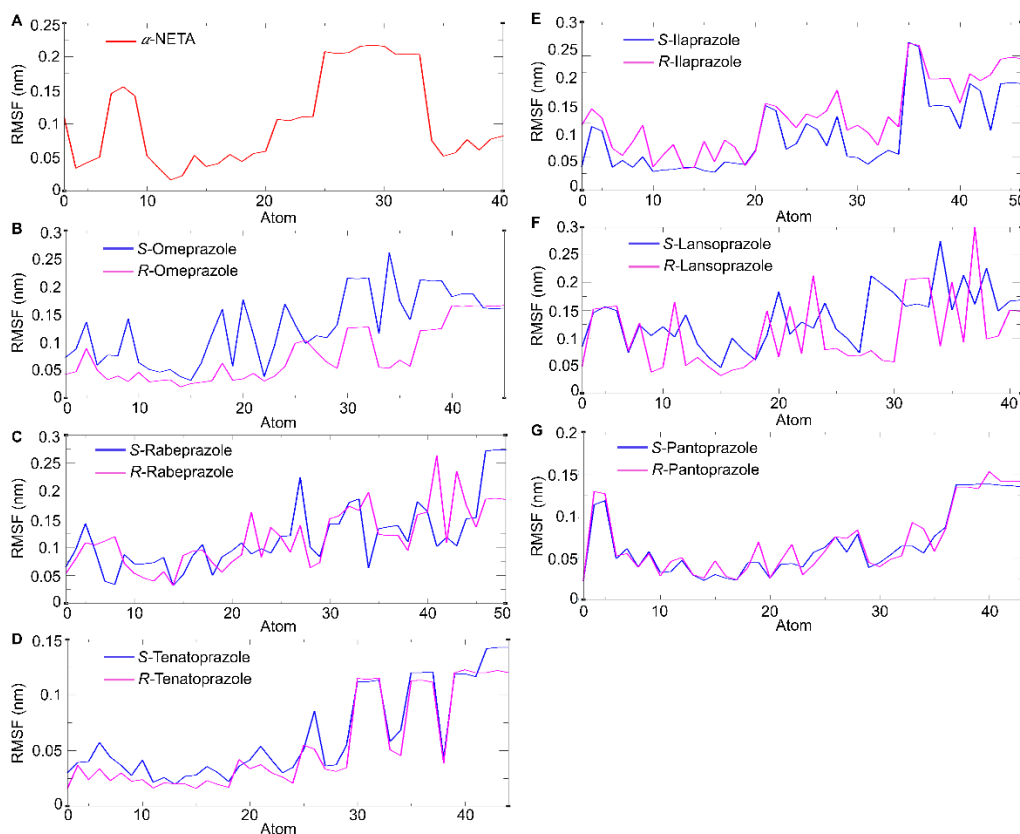 A
0.25
α-NETA
0.2
0.15
0.1
0.05
0
RMSF (nm)
0 10 20 30 40
Atom
B
0.3
S-Omeprazole
0.25
R-Omeprazole
0.2
0.15
0.1
0.05
0
RMSF (nm)
0 10 20 30 40
Atom
C
0.3
S-Rabeprazole
0.25
R-Rabeprazole
0.2
0.15
0.1
0.05
0
RMSF (nm)
0 10 20 30 40 50
Atom
D
0.15
S-Tenatoprazole
R-Tenatoprazole
0.1
0.05
0
RMSF (nm)
0 10 20 30 40
Atom
E
0.3
S-Ilaprazole
0.25
R-Ilaprazole
0.2
0.15
0.1
0.05
0
RMSF (nm)
0 10 20 30 40 50
Atom
F
0.3
S-Lansoprazole
0.25
R-Lansoprazole
0.2
0.15
0.1
0.05
0
RMSF (nm)
0 10 20 30 40
Atom
G
0.2
S-Pantoprazole
R-Pantoprazole
0.15
0.1
0.05
0
RMSF (nm)
0 10 20 30 40
Atom